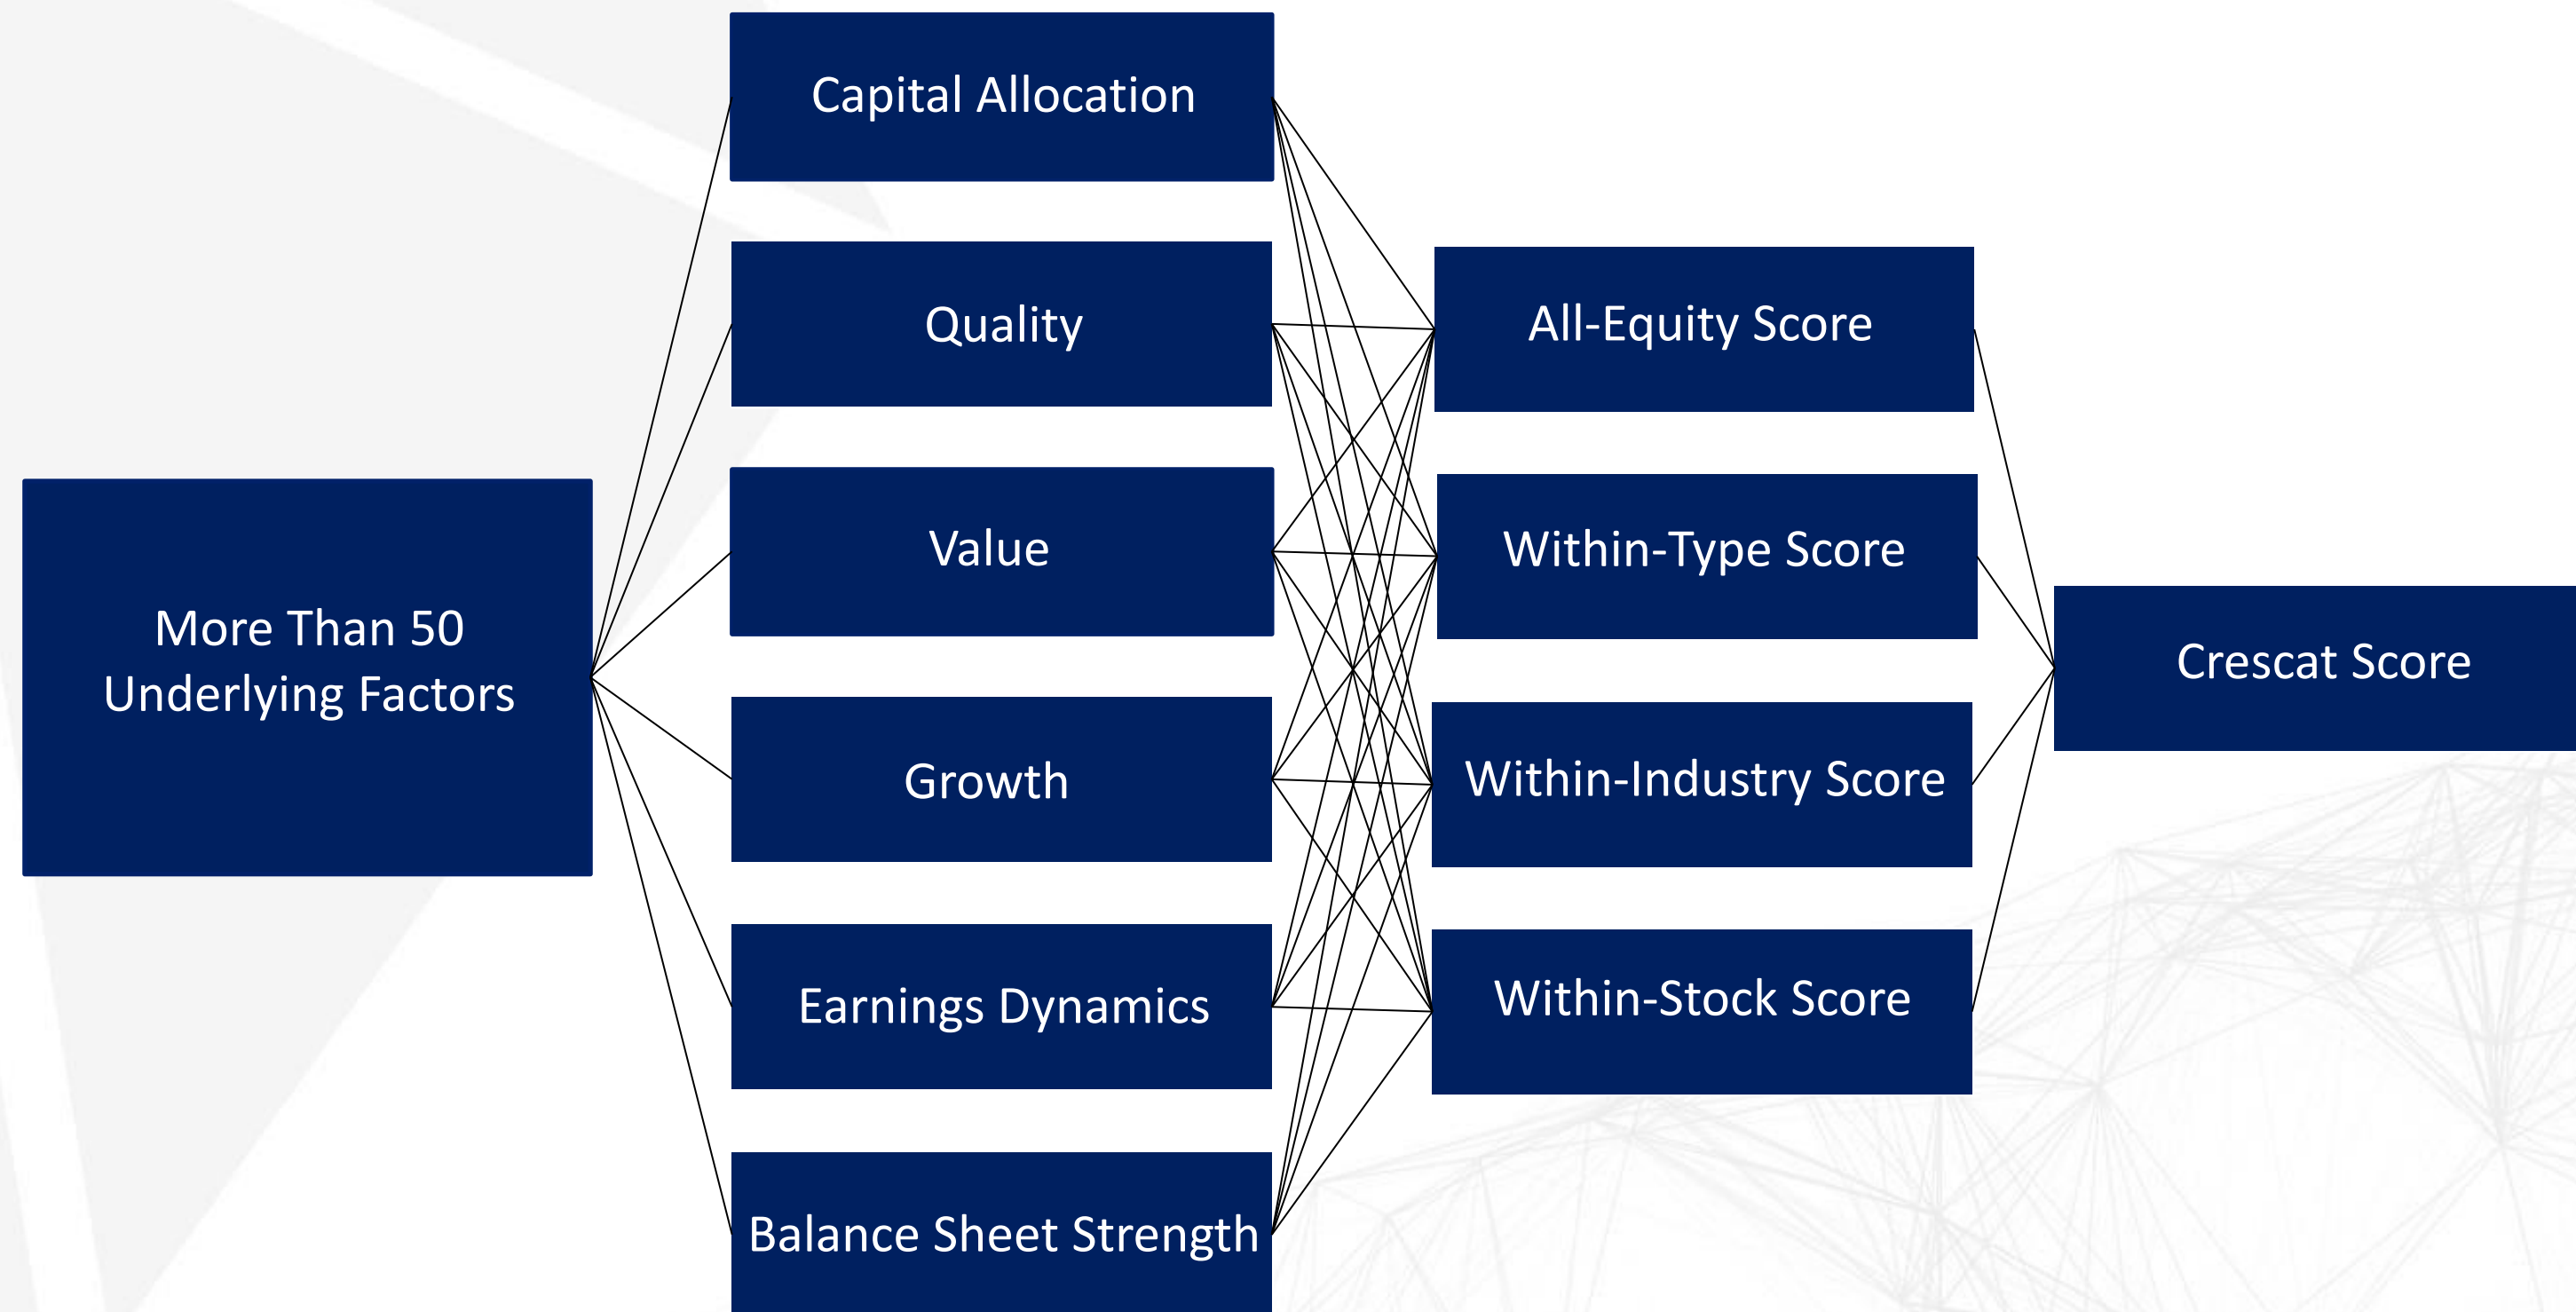 More Than 50
Underlying Factors
Capital Allocation
Quality
Value
Growth
Earnings Dynamics
Balance Sheet Strength
All-Equity Score
Within-Type Score
Within-Industry Score
Within-Stock Score
Crescat Score